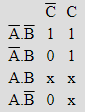 C̅ C
A̅.B̅ 1 1
A̅.B 0 1
A.B x x
A.B̅ 0 x